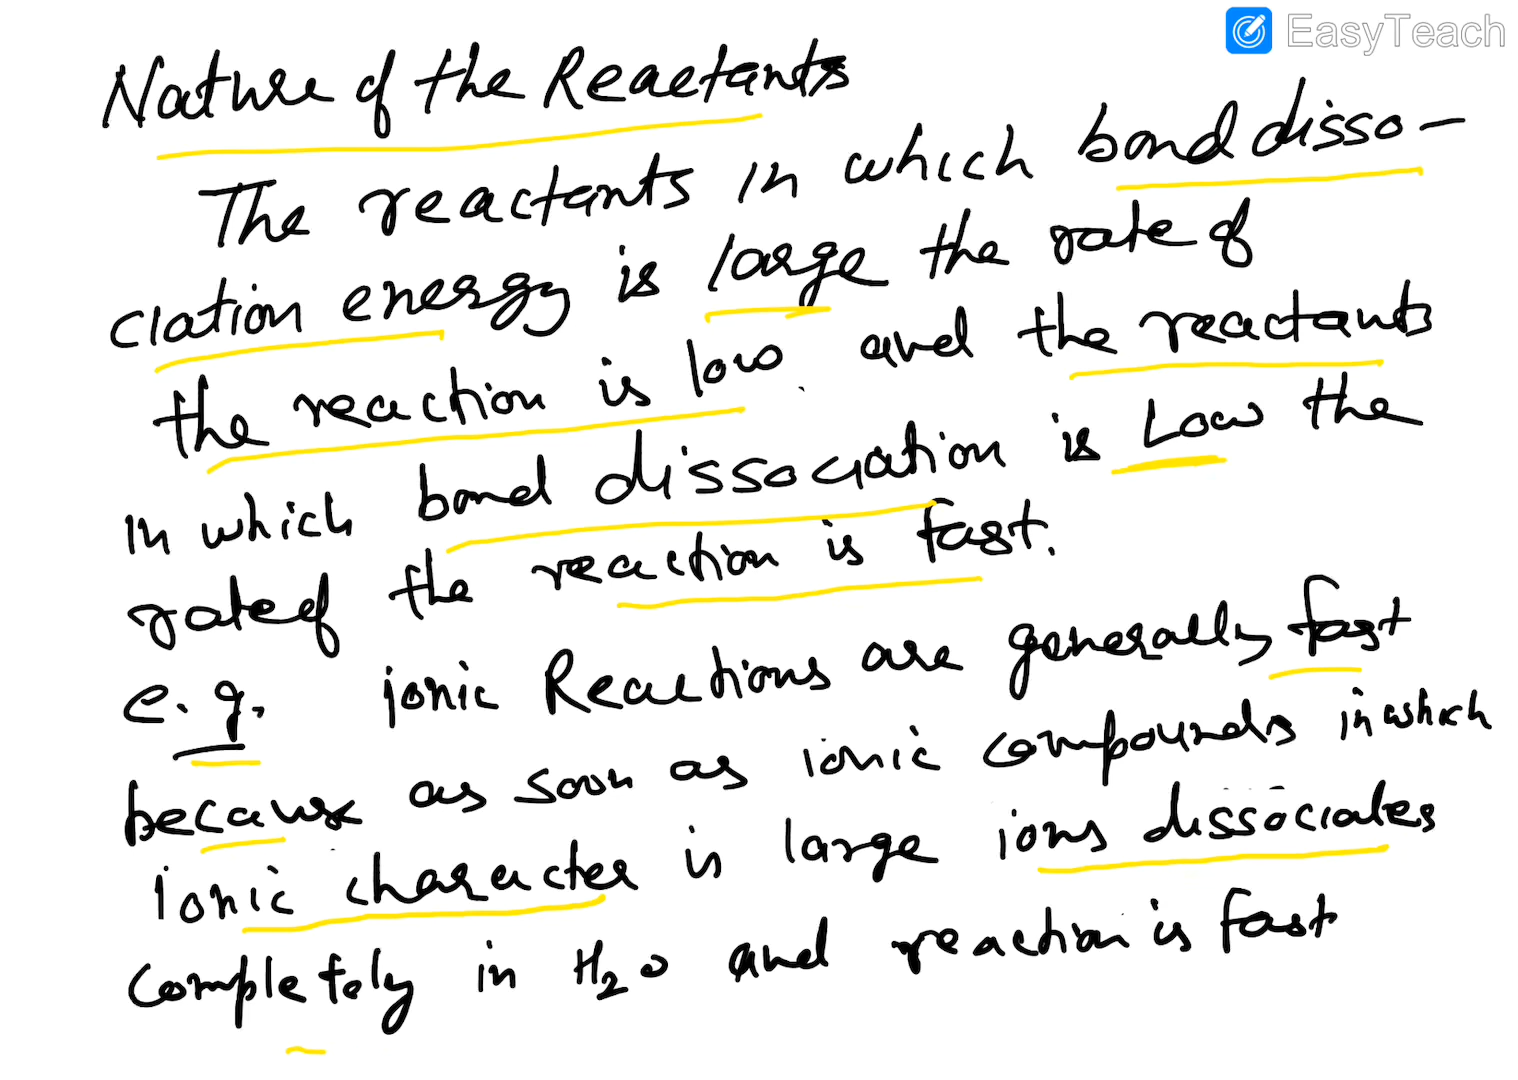 EasyTeach
Nature of the Reactants
The reactants in which bond disso-
ciation energy is large the rate of
the reaction is low and the reactants
in which bond dissociation is Low the
rate of the reaction is fast.
e.g. ionic Reactions are generally fast
because as soon as ionic compounds in which
ionic character is large ions dissociates
completely in H2O and reaction is fast